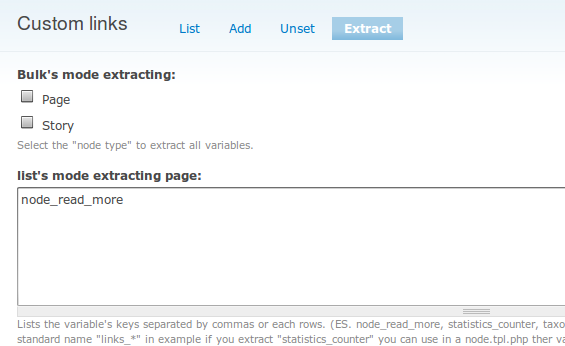 Custom links List Add Unset Extract
Bulk's mode extracting:
Page
Story
Select the "node type" to extract all variables.
list's mode extracting page:
node_read_more
Lists the variable's keys separated by commas or each rows. (ES. node_read_more, statistics_counter, taxo
standard name "links_*" in example if you extract "statistics_counter" you can use in a node.tpl.php ther va